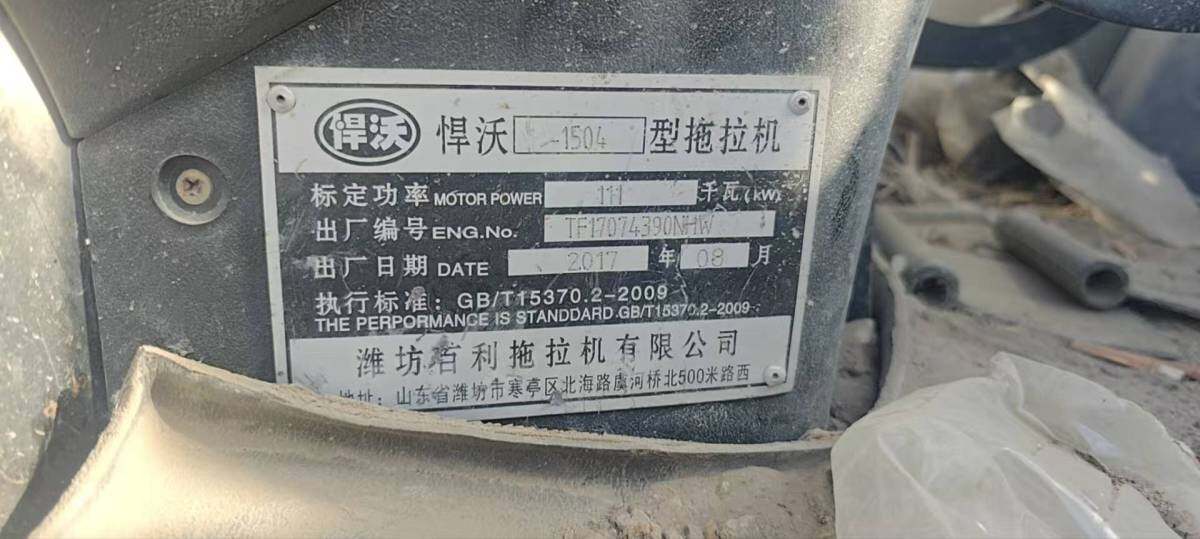 悍沃 悍沃 -1504 型拖拉机
标定功率 MOTOR POWER 111 千瓦(kW)
出厂编号 ENG.No. TF17074390NHW
出厂日期 DATE 2017 年 08 月
执行标准: GB/T15370.2-2009
THE PERPORMANCE IS STANDDARD.GB/T15370.2-2009
潍坊百利拖拉机有限公司
地址: 山东省潍坊市寒亭区北海路虞河桥北500米路西